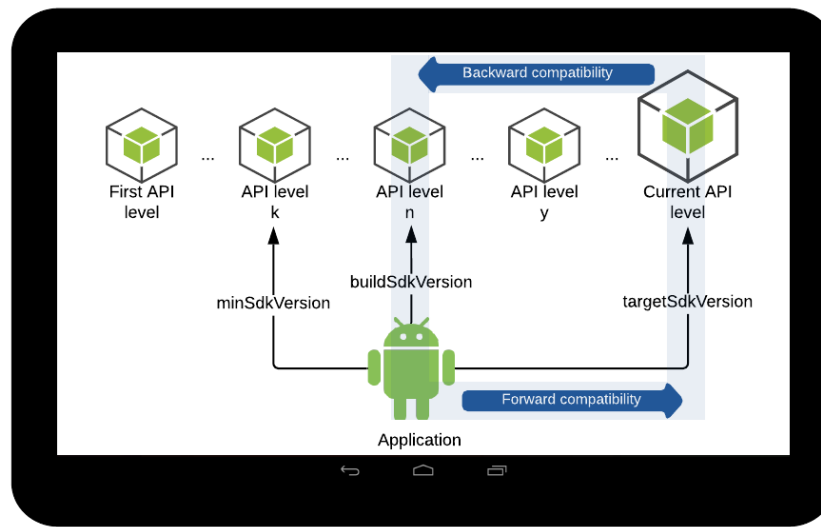 Backward compatibility
... ... ... ...
First API
level
API level
k
API level
n
API level
y
Current API
level
buildSdkVersion
minSdkVersion
targetSdkVersion
Forward compatibility
Application